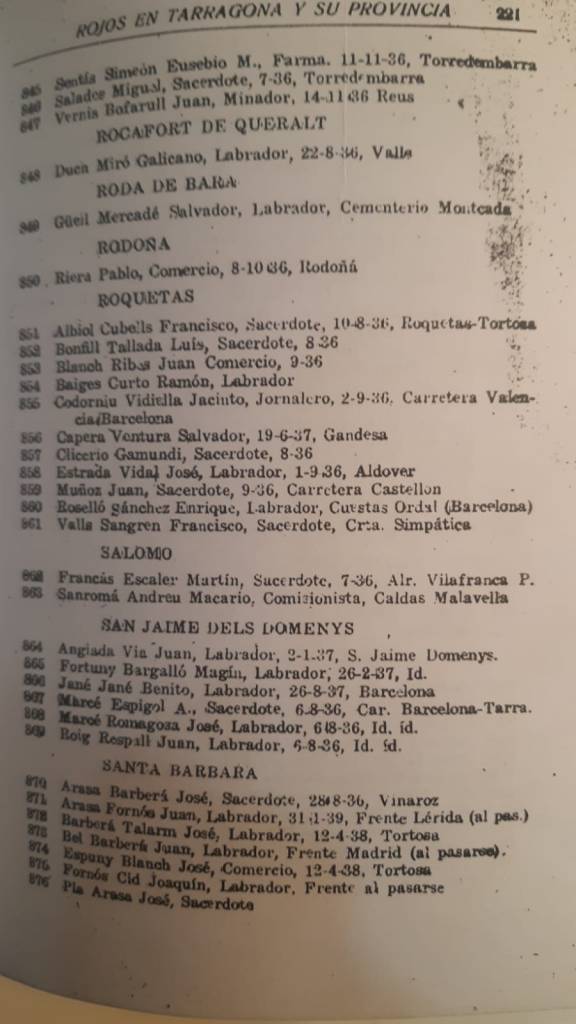 ROJOS EN TARRAGONA Y SU PROVINCIA 221
845 Sentís Simeón Eusebio M., Farma. 11-11-36, Torredembarra
846 Salador Miguel, Sacerdote, 7-36, Torredembarra
847 Vernis Bofarull Juan, Minador, 14-11-36 Reus
ROCAFORT DE QUERALT
848 Duch Miró Galicano, Labrador, 22-8-36, Valls
RODA DE BARA
849 Güell Mercadé Salvador, Labrador, Cementerio Montcada
RODOÑA
850 Riera Pablo, Comercio, 8-10-36, Rodoñá
ROQUETAS
851 Albiol Cubells Francisco, Sacerdote, 10-8-36, Roquetas-Tortosa
852 Bonfill Tallada Luís, Sacerdote, 8-36
853 Blanch Ribas Juan Comercio, 9-36
854 Baiges Curto Ramón, Labrador
855 Codorniu Vidiella Jacinto, Jornalero, 2-9-36, Carretera Valen-
cia-Barcelona
856 Capera Ventura Salvador, 19-6-37, Gandesa
857 Clicerio Gamundi, Sacerdote, 8-36
858 Estrada Vidal José, Labrador, 1-9-36, Aldover
859 Muñoz Juan, Sacerdote, 9-36, Carretera Castellon
860 Roselló Sánchez Enrique, Labrador, Cuestas Ordal (Barcelona)
861 Valls Sangren Francisco, Sacerdote, Crta. Simpática
SALOMO
862 Francás Escaler Martín, Sacerdote, 7-36, Alr. Vilafranca P.
863 Sanromá Andreu Macario, Comisionista, Caldas Malavella
SAN JAIME DELS DOMENYS
864 Anglada Via Juan, Labrador, 2-1-37, S. Jaime Domenys.
865 Fortuny Bargalló Magín, Labrador, 26-2-37, Id.
866 Jané Jané Benito, Labrador, 26-8-37, Barcelona
867 Marcé Espigol A., Sacerdote, 6-8-36, Car. Barcelona-Tarra.
868 Marcé Romagosa José, Labrador, 6-8-36, Id. íd.
869 Roig Respall Juan, Labrador, 6-8-36, Id. íd.
SANTA BARBARA
870 Arasa Barberá José, Sacerdote, 28-8-36, Vinaroz
871 Arasa Fornós Juan, Labrador, 31-1-39, Frente Lérida (al pas.)
872 Barberá Talarm José, Labrador, 12-4-38, Tortosa
873 Bel Barberá Juan, Labrador, Frente Madrid (al pasarse).
874 Espuny Blanch José, Comercio, 12-4-38, Tortosa
875 Fornós Cid Joaquín, Labrador, Frente al pasarse
876 Pla Arasa José, Sacerdote